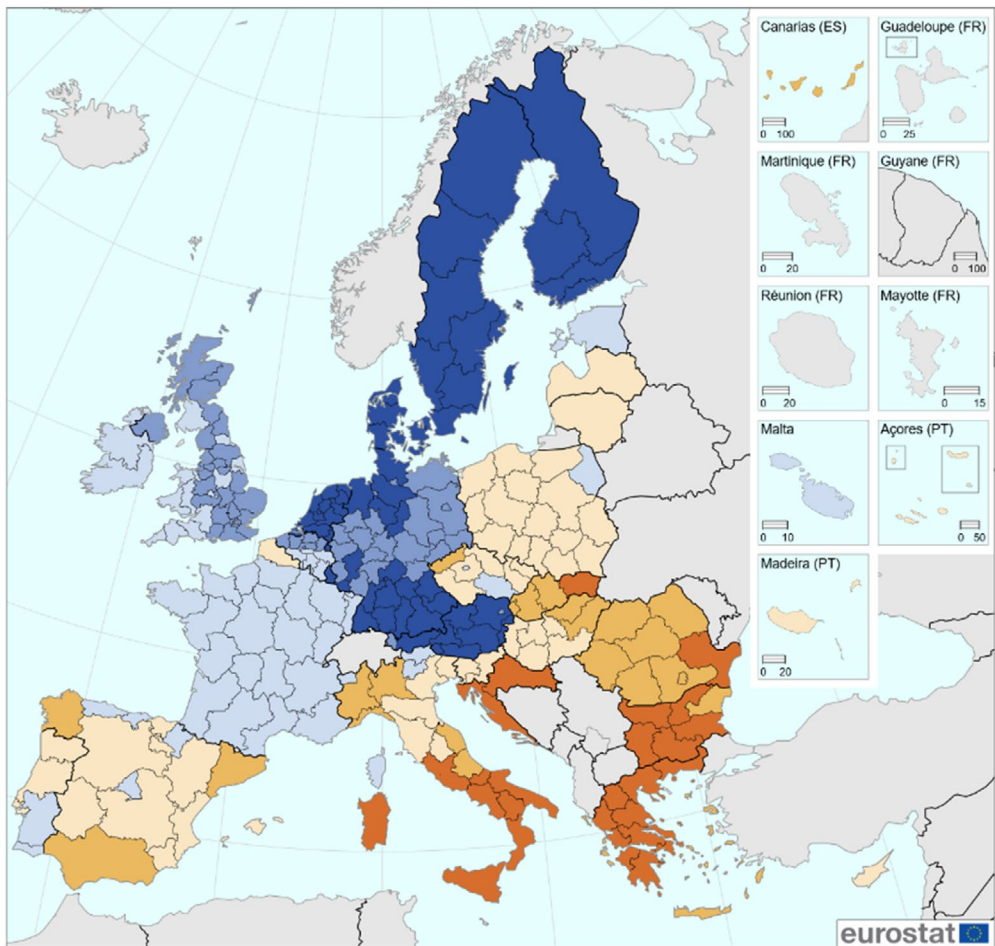 Canarias (ES)
0 100
Guadeloupe (FR)
0 25
Martinique (FR)
0 20
Guyane (FR)
0 100
Réunion (FR)
0 20
Mayotte (FR)
0 15
Malta
0 10
Açores (PT)
0 50
Madeira (PT)
0 20
eurostat